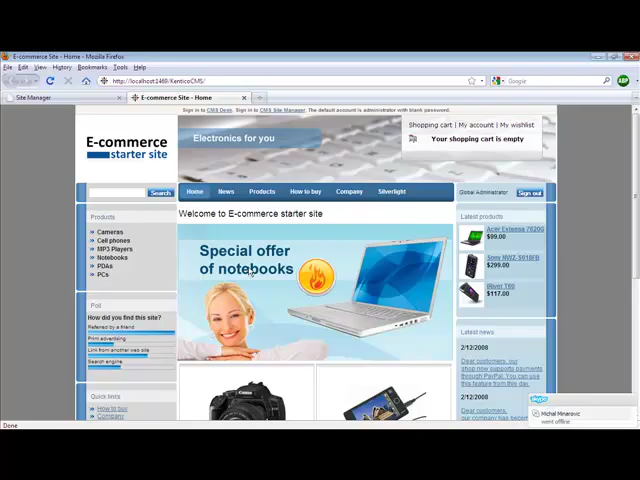 E-commerce Site - Home - Mozilla Firefox
File Edit View History Bookmarks Tools Help
http://localhost:1469/KenticoCMS/
Google
ABP
Site Manager
E-commerce Site - Home
Sign in to CMS Desk. Sign in to CMS Site Manager. The default account is administrator with blank password.
E-commerce
starter site
Electronics for you
Shopping cart | My account | My wishlist
Your shopping cart is empty
Search
Home News Products How to buy Company Silverlight
Global Administrator Sign out
Products
Cameras
Cell phones
MP3 Players
Notebooks
PDAs
PCs
Poll
How did you find this site?
Referred by a friend
Print advertising
Link from another web site
Search engine
Quick links
How to buy
Company
Welcome to E-commerce starter site
Special offer
of notebooks
Latest products
Acer Extensa 7620G
$99.00
Sony NWZ-S618FB
$299.00
iRiver T60
$117.00
Latest news
2/12/2008
Dear customers, our
shop now supports payments
through PayPal. You can use
this feature from this day.
2/12/2008
Dear customers,
our company has
skype
Michal Minarovic
went offline
Done